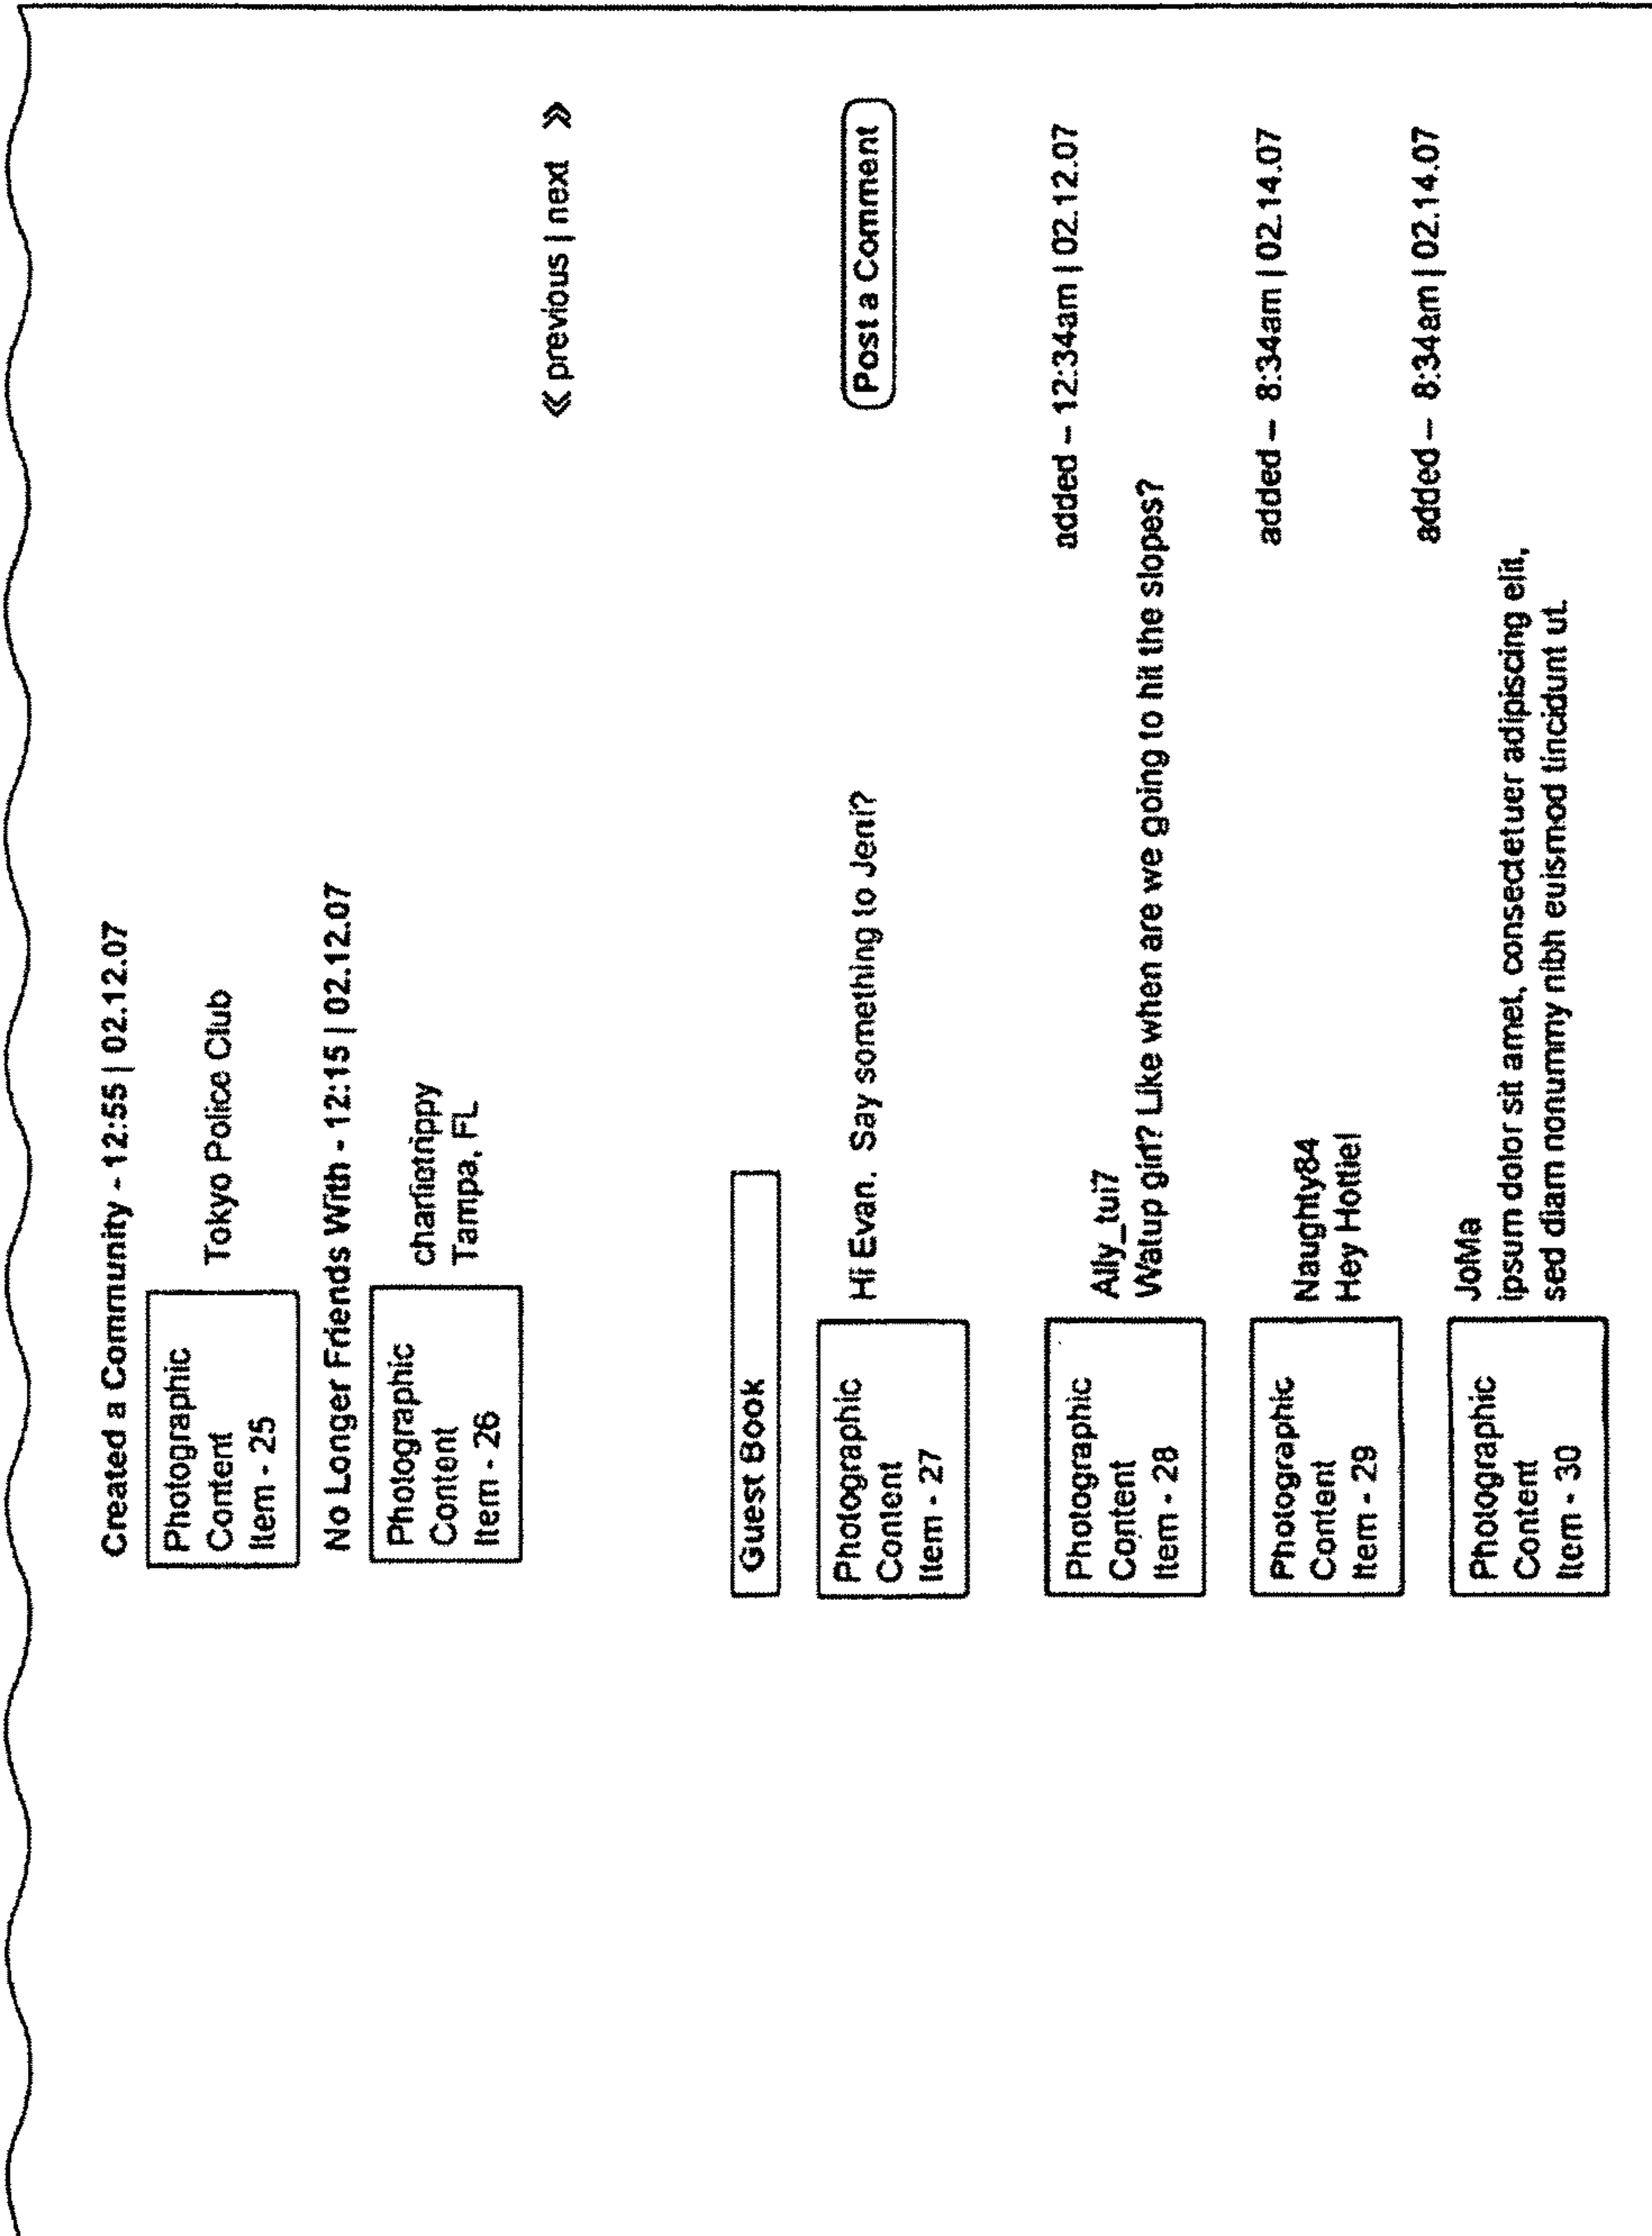 Created a Community - 12:55 | 02.12.07
Photographic
Content
Item - 25
Tokyo Police Club
No Longer Friends With - 12:15 | 02.12.07
Photographic
Content
Item - 26
charlietrippy
Tampa, FL
« previous | next »
Guest Book
Photographic
Content
Item - 27
Hi Evan. Say something to Jeni?
Post a Comment
Photographic
Content
Item - 28
Ally_tui7
added – 12:34am | 02.12.07
Watup girl? Like when are we going to hit the slopes?
Photographic
Content
Item - 29
Naughty84
added – 8:34am | 02.14.07
Hey Hottie!
Photographic
Content
Item - 30
JoMa
added – 8:34am | 02.14.07
ipsum dolor sit amet, consectetuer adipiscing elit,
sed diam nonummy nibh euismod tincidunt ut.